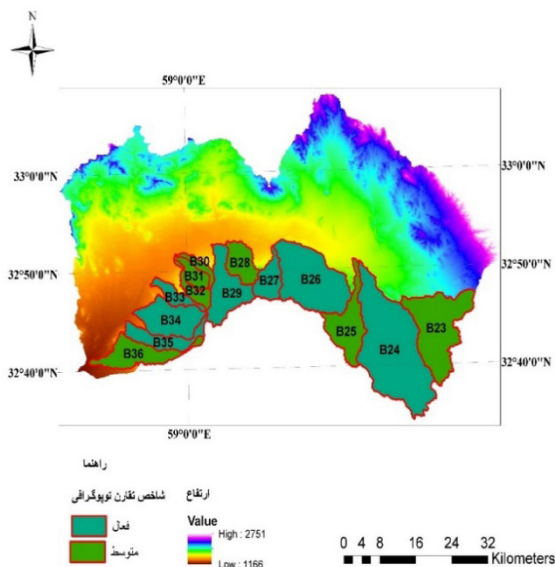 N
59°0'0"E
33°0'0"N
33°0'0"N
32°50'0"N
32°50'0"N
32°40'0"N
32°40'0"N
B30
B28
B31
B27
B26
B32
B29
B33
B34
B35
B36
B25
B24
B23
59°0'0"E
راهنما
شاخص تقارن توپوگرافی
ارتفاع
فعال
متوسط
Value
High : 2751
Low : 1166
0 4 8 16 24 32
Kilometers